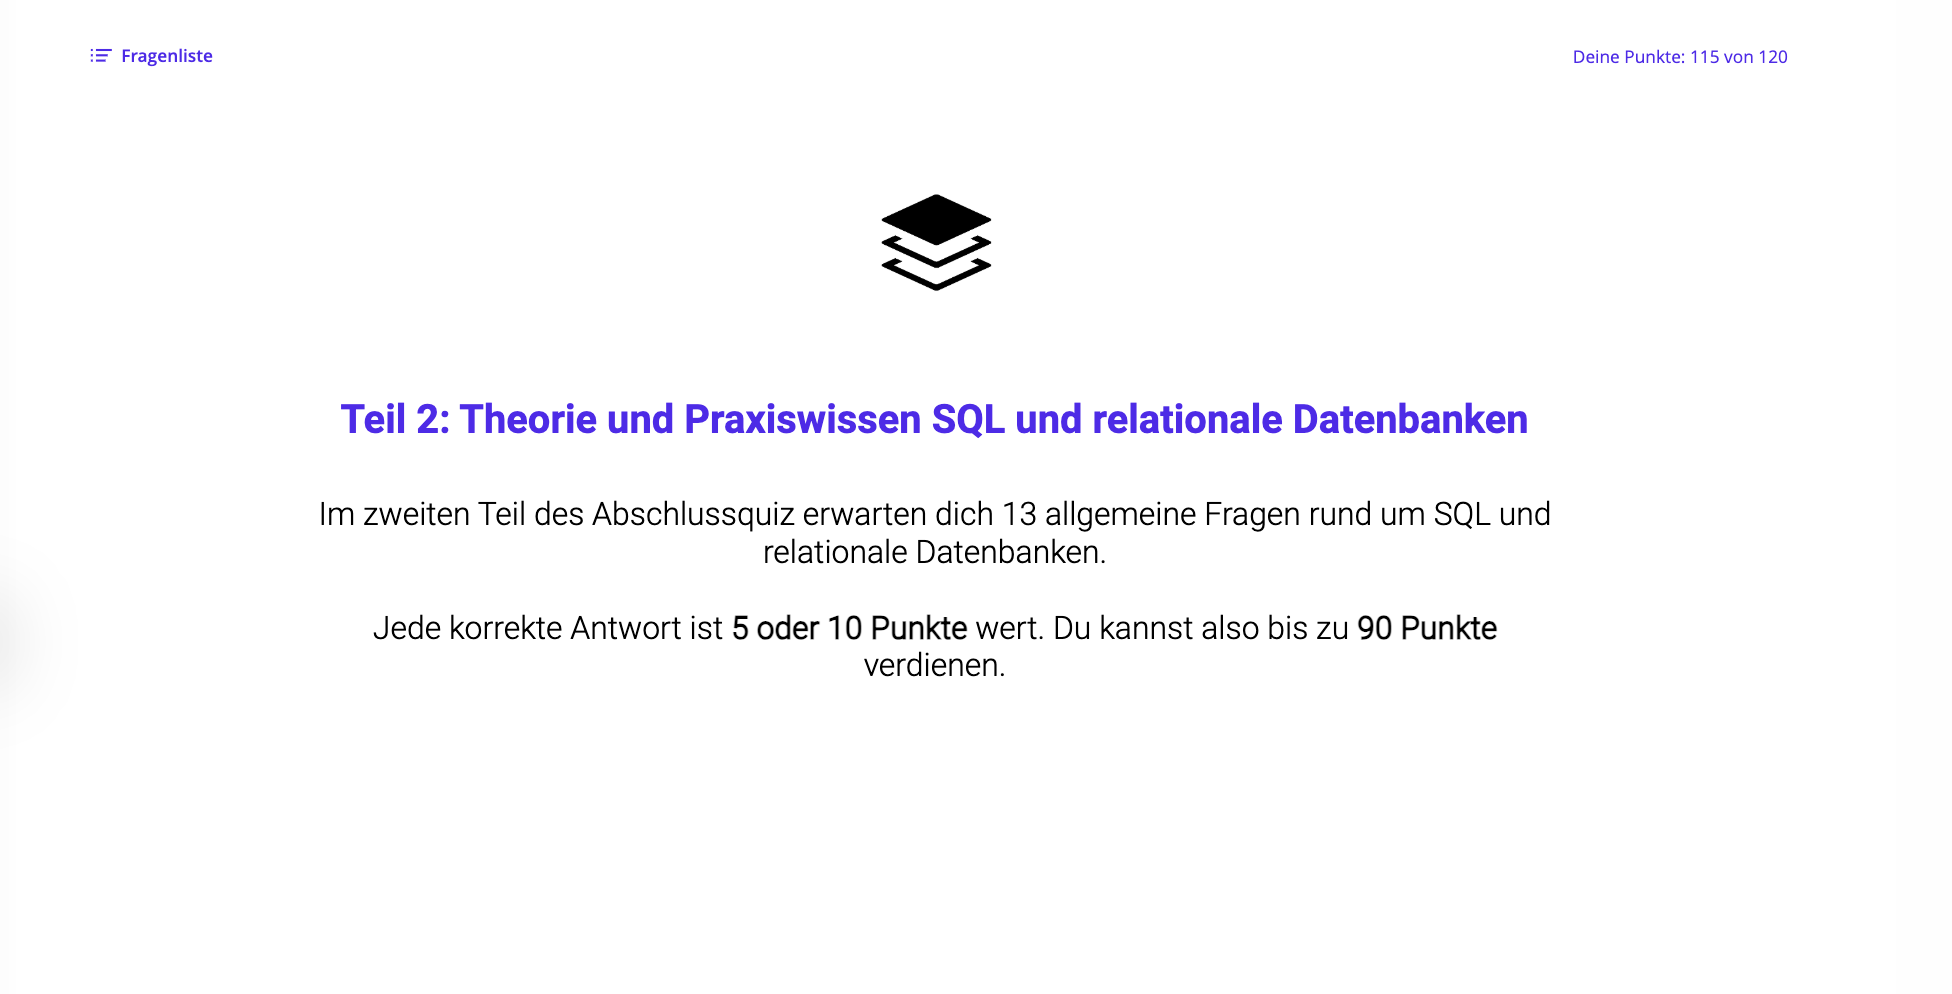 Fragenliste
Deine Punkte: 115 von 120
Teil 2: Theorie und Praxiswissen SQL und relationale Datenbanken
Im zweiten Teil des Abschlussquiz erwarten dich 13 allgemeine Fragen rund um SQL und
relationale Datenbanken.
Jede korrekte Antwort ist 5 oder 10 Punkte wert. Du kannst also bis zu 90 Punkte
verdienen.